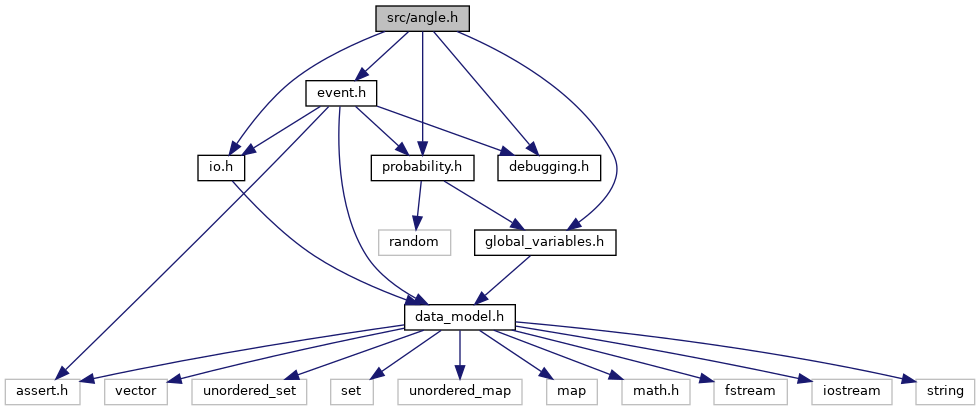 src/angle.h
event.h
io.h
probability.h
debugging.h
random
global_variables.h
data_model.h
assert.h
vector
unordered_set
set
unordered_map
map
math.h
fstream
iostream
string